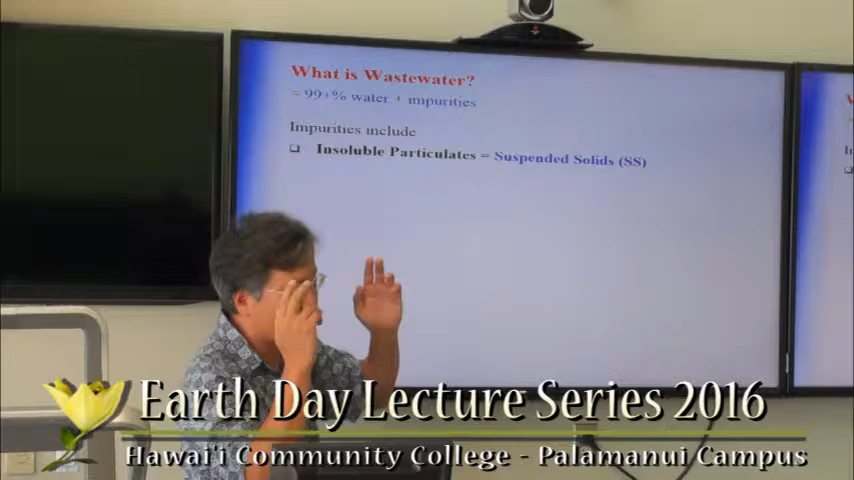 What is Wastewater?
= 99+% water + impurities
Impurities include
❑ Insoluble Particulates = Suspended Solids (SS)
Earth Day Lecture Series 2016
Hawai'i Community College - Palamanui Campus